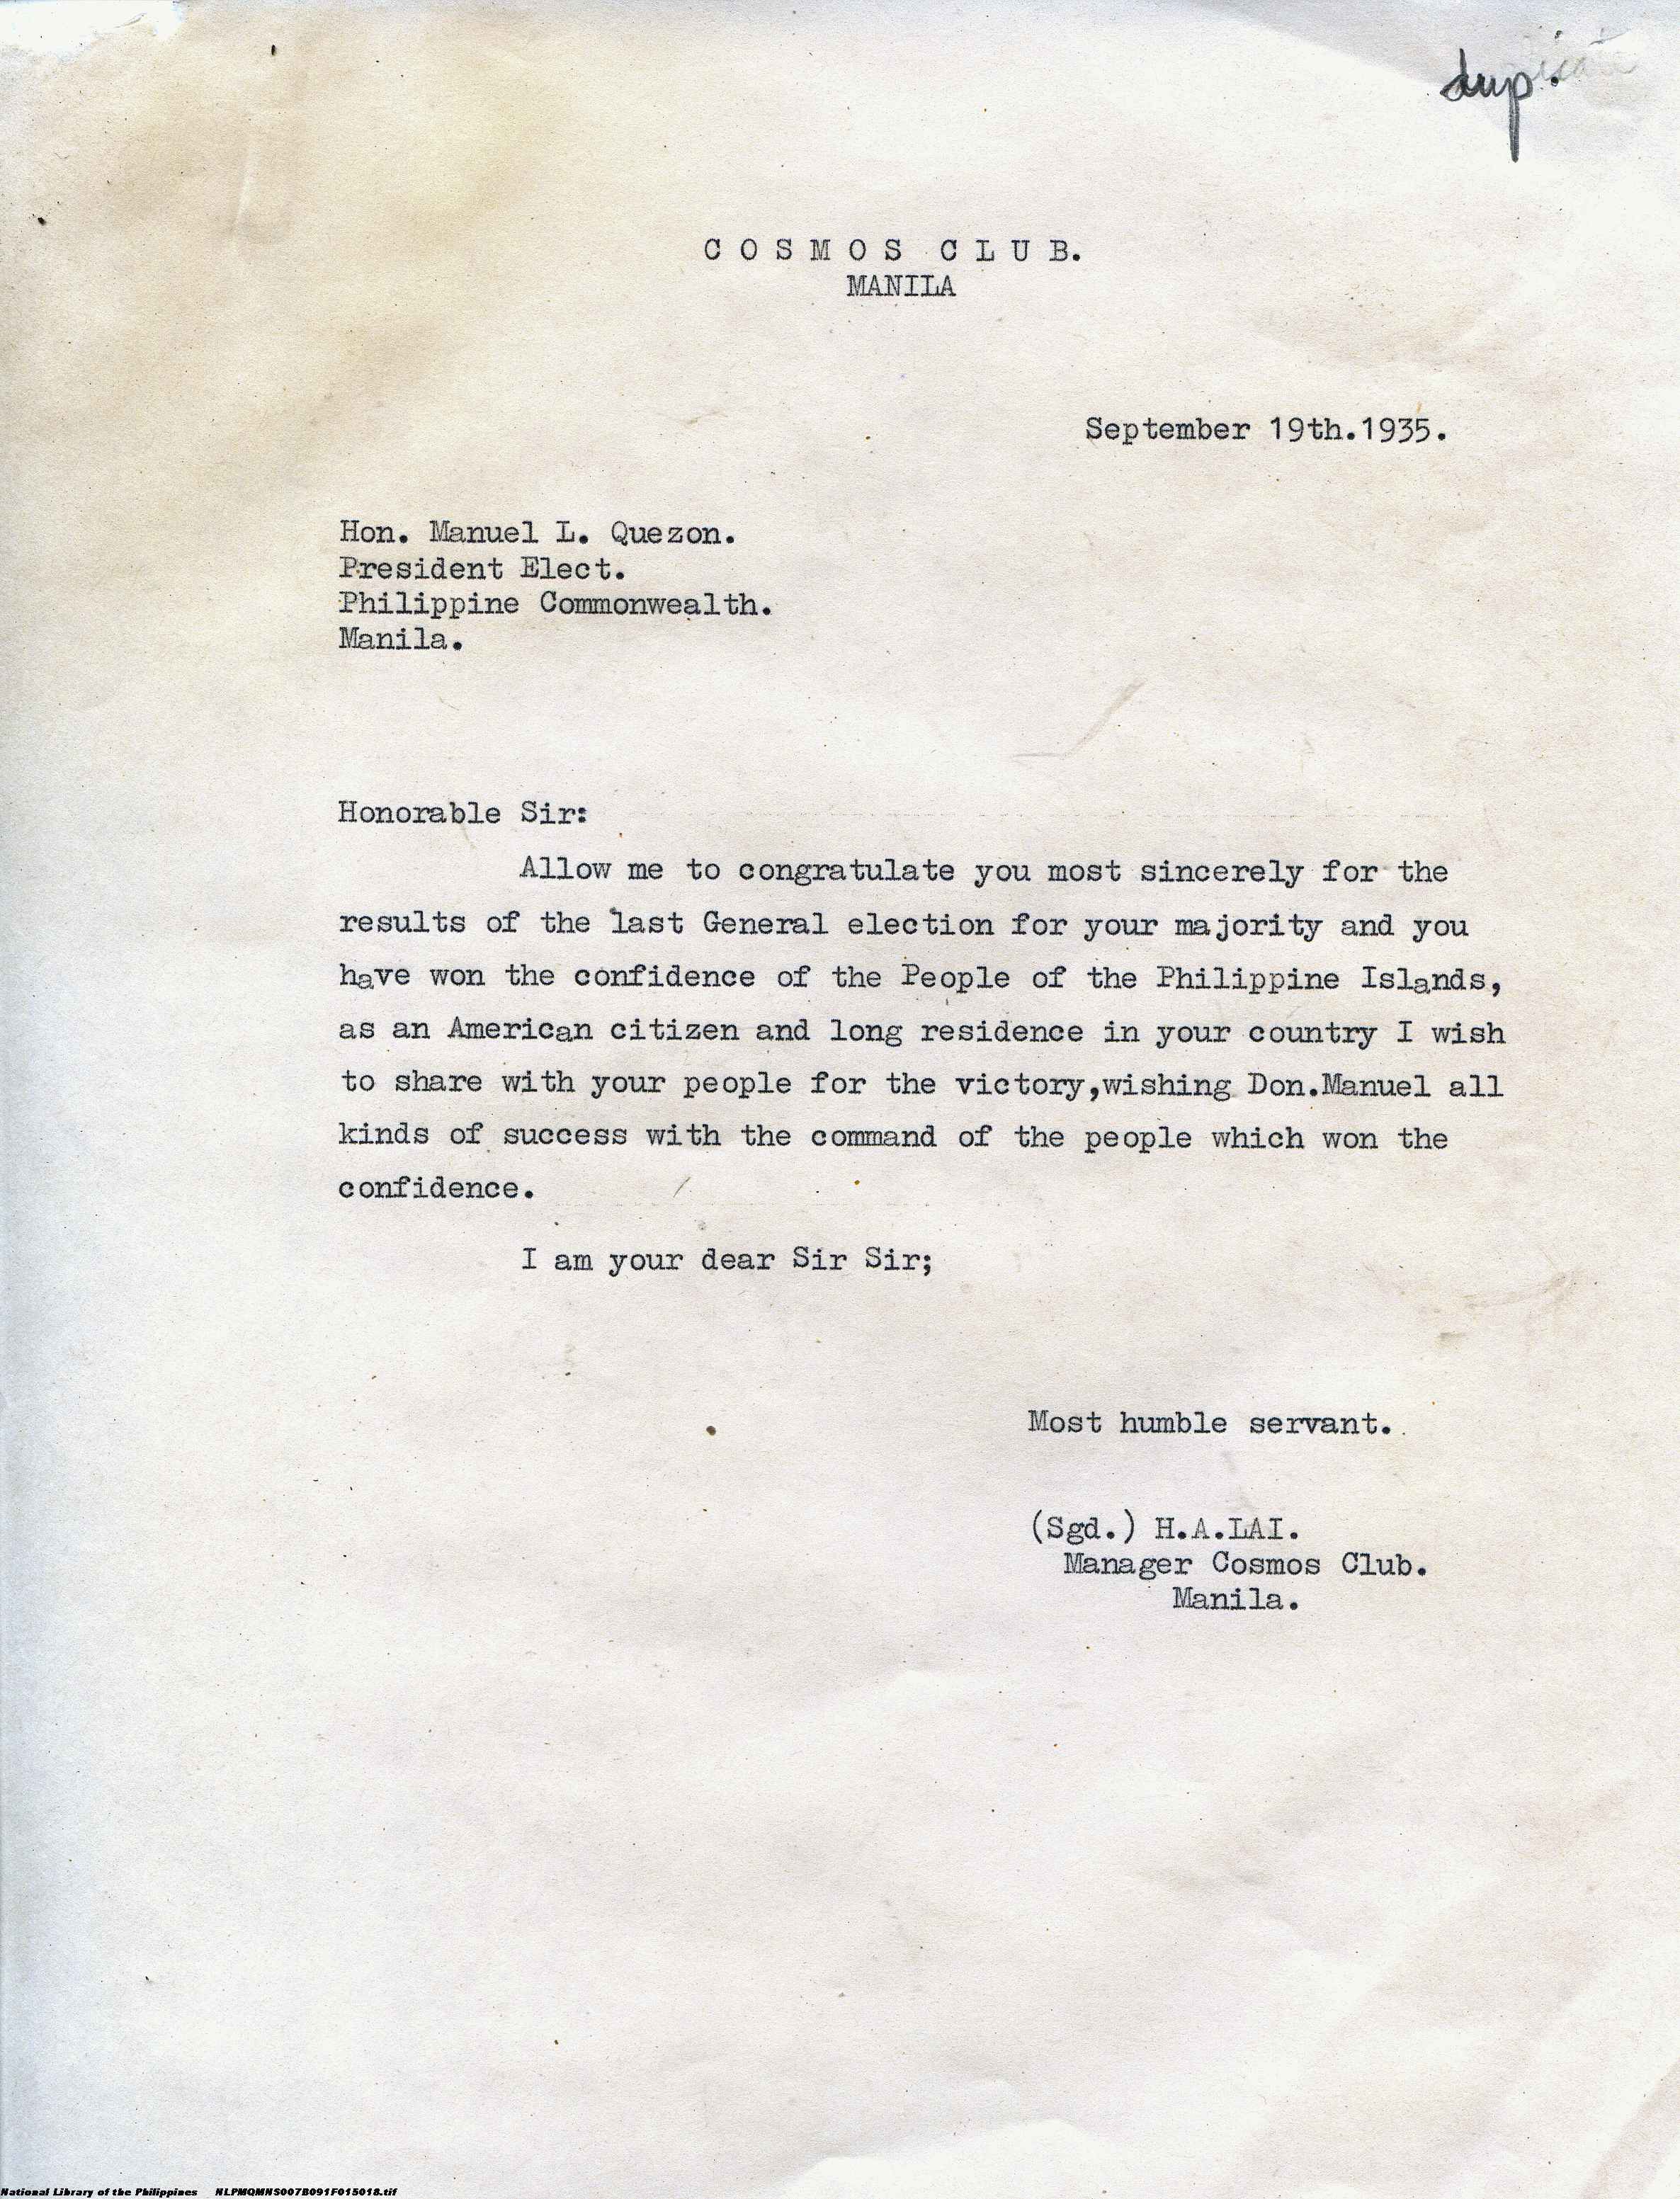 dup.
COSMOS CLUB.
MANILA
September 19th.1935.
Hon. Manuel L. Quezon.
President Elect.
Philippine Commonwealth.
Manila.
Honorable Sir:
Allow me to congratulate you most sincerely for the
results of the last General election for your majority and you
have won the confidence of the People of the Philippine Islands,
as an American citizen and long residence in your country I wish
to share with your people for the victory,wishing Don.Manuel all
kinds of success with the command of the people which won the
confidence.
I am your dear Sir Sir;
Most humble servant.
(Sgd.) H.A.LAI.
Manager Cosmos Club.
Manila.
National Library of the Philippines NLPMQMNS007B091F015018.tif